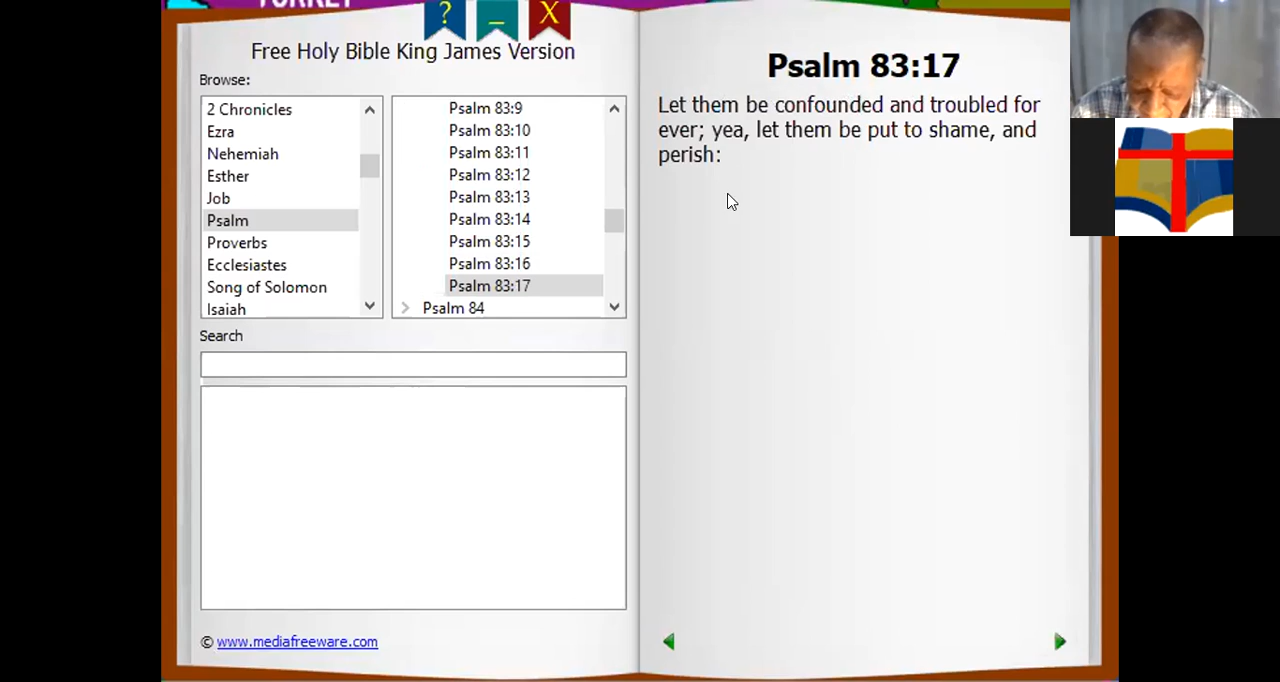 TURKEY
? _ X
Free Holy Bible King James Version
Browse:
2 Chronicles
Ezra
Nehemiah
Esther
Job
Psalm
Proverbs
Ecclesiastes
Song of Solomon
Isaiah
Psalm 83:9
Psalm 83:10
Psalm 83:11
Psalm 83:12
Psalm 83:13
Psalm 83:14
Psalm 83:15
Psalm 83:16
Psalm 83:17
Psalm 84
Search
© www.mediafreeware.com
Psalm 83:17
Let them be confounded and troubled for
ever; yea, let them be put to shame, and
perish: